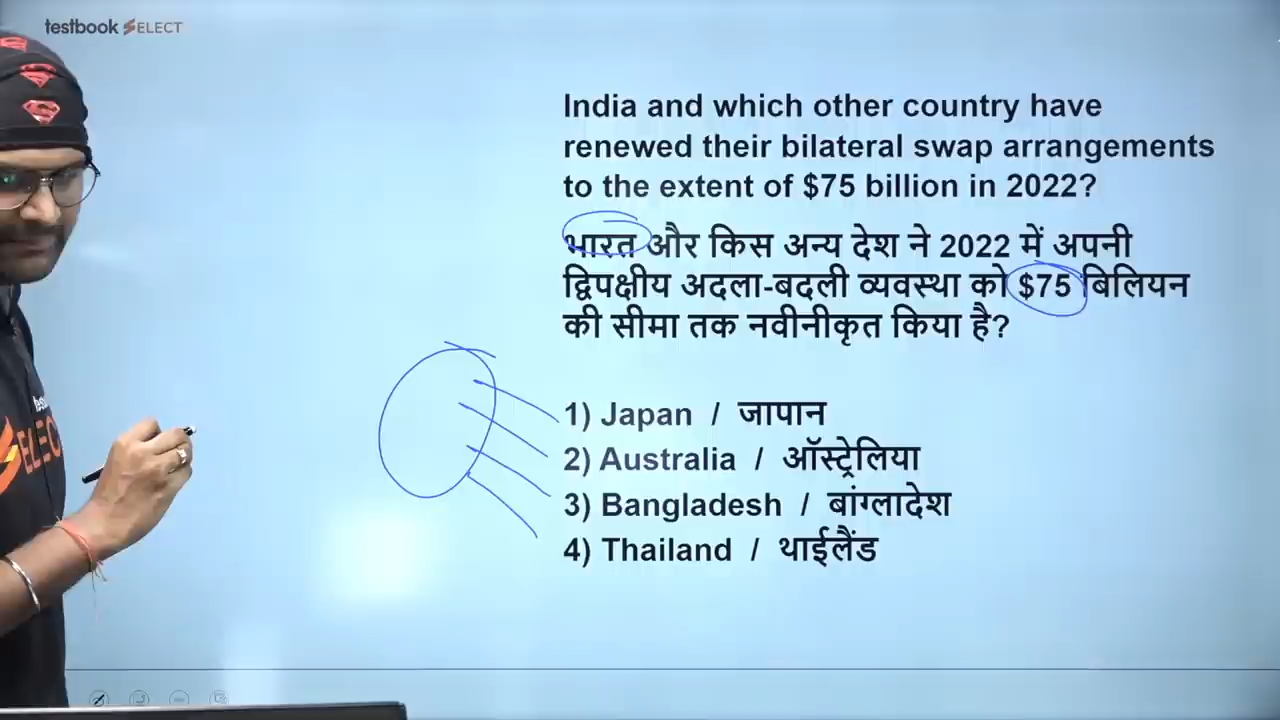 testbook SELECT
India and which other country have
renewed their bilateral swap arrangements
to the extent of $75 billion in 2022?
भारत और किस अन्य देश ने 2022 में अपनी
द्विपक्षीय अदला-बदली व्यवस्था को $75 बिलियन
की सीमा तक नवीनीकृत किया है?
1) Japan / जापान
2) Australia / ऑस्ट्रेलिया
3) Bangladesh / बांग्लादेश
4) Thailand / थाईलैंड